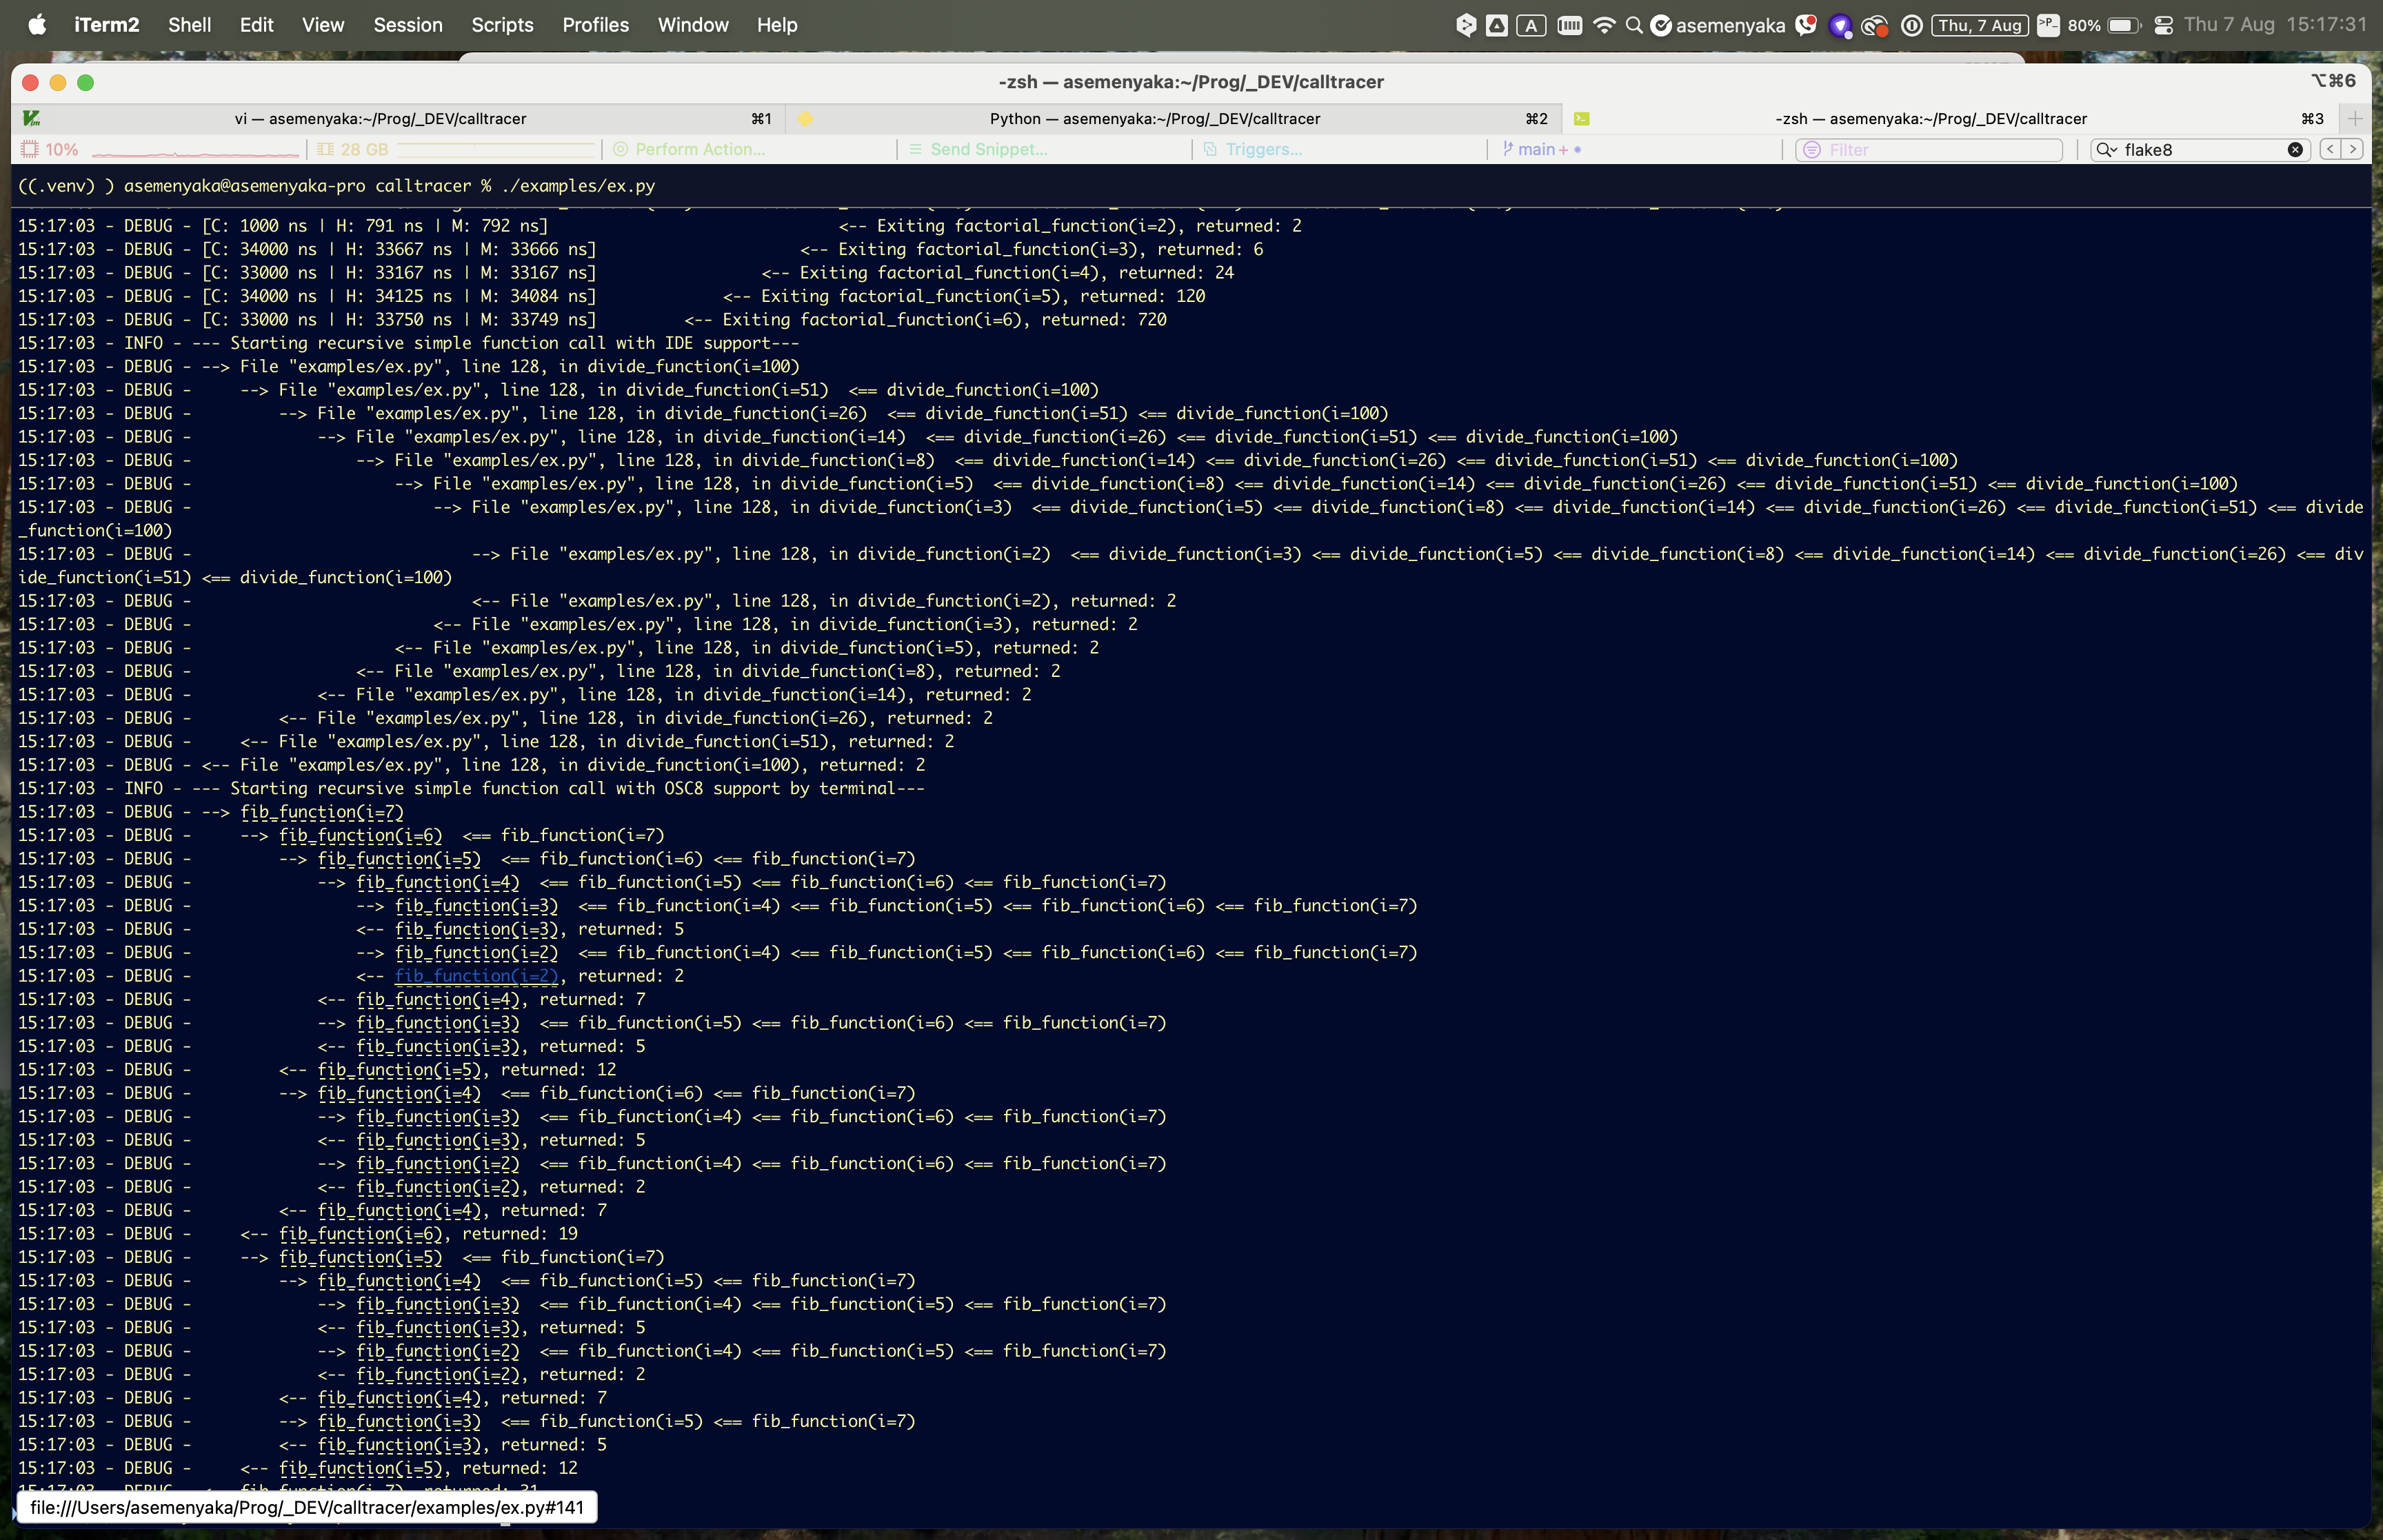 iTerm2 Shell Edit View Session Scripts Profiles Window Help A asemenyaka Thu, 7 Aug >P_ 80% Thu 7 Aug 15:17:31
-zsh — asemenyaka:~/Prog/_DEV/calltracer ⌥⌘6
vi — asemenyaka:~/Prog/_DEV/calltracer ⌘1 Python — asemenyaka:~/Prog/_DEV/calltracer ⌘2 -zsh — asemenyaka:~/Prog/_DEV/calltracer ⌘3
10% 28 GB Perform Action... Send Snippet... Triggers... main + • Filter flake8
((.venv) ) asemenyaka@asemenyaka-pro calltracer % ./examples/ex.py
15:17:03 - DEBUG - [C: 1000 ns | H: 791 ns | M: 792 ns] <-- Exiting factorial_function(i=2), returned: 2
15:17:03 - DEBUG - [C: 34000 ns | H: 33667 ns | M: 33666 ns] <-- Exiting factorial_function(i=3), returned: 6
15:17:03 - DEBUG - [C: 33000 ns | H: 33167 ns | M: 33167 ns] <-- Exiting factorial_function(i=4), returned: 24
15:17:03 - DEBUG - [C: 34000 ns | H: 34125 ns | M: 34084 ns] <-- Exiting factorial_function(i=5), returned: 120
15:17:03 - DEBUG - [C: 33000 ns | H: 33750 ns | M: 33749 ns] <-- Exiting factorial_function(i=6), returned: 720
15:17:03 - INFO - --- Starting recursive simple function call with IDE support---
15:17:03 - DEBUG - --> File "examples/ex.py", line 128, in divide_function(i=100)
15:17:03 - DEBUG - --> File "examples/ex.py", line 128, in divide_function(i=51) <== divide_function(i=100)
15:17:03 - DEBUG - --> File "examples/ex.py", line 128, in divide_function(i=26) <== divide_function(i=51) <== divide_function(i=100)
15:17:03 - DEBUG - --> File "examples/ex.py", line 128, in divide_function(i=14) <== divide_function(i=26) <== divide_function(i=51) <== divide_function(i=100)
15:17:03 - DEBUG - --> File "examples/ex.py", line 128, in divide_function(i=8) <== divide_function(i=14) <== divide_function(i=26) <== divide_function(i=51) <== divide_function(i=100)
15:17:03 - DEBUG - --> File "examples/ex.py", line 128, in divide_function(i=5) <== divide_function(i=8) <== divide_function(i=14) <== divide_function(i=26) <== divide_function(i=51) <== divide_function(i=100)
15:17:03 - DEBUG - --> File "examples/ex.py", line 128, in divide_function(i=3) <== divide_function(i=5) <== divide_function(i=8) <== divide_function(i=14) <== divide_function(i=26) <== divide_function(i=51) <== divide
_function(i=100)
15:17:03 - DEBUG - --> File "examples/ex.py", line 128, in divide_function(i=2) <== divide_function(i=3) <== divide_function(i=5) <== divide_function(i=8) <== divide_function(i=14) <== divide_function(i=26) <== div
ide_function(i=51) <== divide_function(i=100)
15:17:03 - DEBUG - <-- File "examples/ex.py", line 128, in divide_function(i=2), returned: 2
15:17:03 - DEBUG - <-- File "examples/ex.py", line 128, in divide_function(i=3), returned: 2
15:17:03 - DEBUG - <-- File "examples/ex.py", line 128, in divide_function(i=5), returned: 2
15:17:03 - DEBUG - <-- File "examples/ex.py", line 128, in divide_function(i=8), returned: 2
15:17:03 - DEBUG - <-- File "examples/ex.py", line 128, in divide_function(i=14), returned: 2
15:17:03 - DEBUG - <-- File "examples/ex.py", line 128, in divide_function(i=26), returned: 2
15:17:03 - DEBUG - <-- File "examples/ex.py", line 128, in divide_function(i=51), returned: 2
15:17:03 - DEBUG - <-- File "examples/ex.py", line 128, in divide_function(i=100), returned: 2
15:17:03 - INFO - --- Starting recursive simple function call with OSC8 support by terminal---
15:17:03 - DEBUG - --> fib_function(i=7)
15:17:03 - DEBUG - --> fib_function(i=6) <== fib_function(i=7)
15:17:03 - DEBUG - --> fib_function(i=5) <== fib_function(i=6) <== fib_function(i=7)
15:17:03 - DEBUG - --> fib_function(i=4) <== fib_function(i=5) <== fib_function(i=6) <== fib_function(i=7)
15:17:03 - DEBUG - --> fib_function(i=3) <== fib_function(i=4) <== fib_function(i=5) <== fib_function(i=6) <== fib_function(i=7)
15:17:03 - DEBUG - <-- fib_function(i=3), returned: 5
15:17:03 - DEBUG - --> fib_function(i=2) <== fib_function(i=4) <== fib_function(i=5) <== fib_function(i=6) <== fib_function(i=7)
15:17:03 - DEBUG - <-- fib_function(i=2), returned: 2
15:17:03 - DEBUG - <-- fib_function(i=4), returned: 7
15:17:03 - DEBUG - --> fib_function(i=3) <== fib_function(i=5) <== fib_function(i=6) <== fib_function(i=7)
15:17:03 - DEBUG - <-- fib_function(i=3), returned: 5
15:17:03 - DEBUG - <-- fib_function(i=5), returned: 12
15:17:03 - DEBUG - --> fib_function(i=4) <== fib_function(i=6) <== fib_function(i=7)
15:17:03 - DEBUG - --> fib_function(i=3) <== fib_function(i=4) <== fib_function(i=6) <== fib_function(i=7)
15:17:03 - DEBUG - <-- fib_function(i=3), returned: 5
15:17:03 - DEBUG - --> fib_function(i=2) <== fib_function(i=4) <== fib_function(i=6) <== fib_function(i=7)
15:17:03 - DEBUG - <-- fib_function(i=2), returned: 2
15:17:03 - DEBUG - <-- fib_function(i=4), returned: 7
15:17:03 - DEBUG - <-- fib_function(i=6), returned: 19
15:17:03 - DEBUG - --> fib_function(i=5) <== fib_function(i=7)
15:17:03 - DEBUG - --> fib_function(i=4) <== fib_function(i=5) <== fib_function(i=7)
15:17:03 - DEBUG - --> fib_function(i=3) <== fib_function(i=4) <== fib_function(i=5) <== fib_function(i=7)
15:17:03 - DEBUG - <-- fib_function(i=3), returned: 5
15:17:03 - DEBUG - --> fib_function(i=2) <== fib_function(i=4) <== fib_function(i=5) <== fib_function(i=7)
15:17:03 - DEBUG - <-- fib_function(i=2), returned: 2
15:17:03 - DEBUG - <-- fib_function(i=4), returned: 7
15:17:03 - DEBUG - --> fib_function(i=3) <== fib_function(i=5) <== fib_function(i=7)
15:17:03 - DEBUG - <-- fib_function(i=3), returned: 5
15:17:03 - DEBUG - <-- fib_function(i=5), returned: 12
file:///Users/asemenyaka/Prog/_DEV/calltracer/examples/ex.py#141